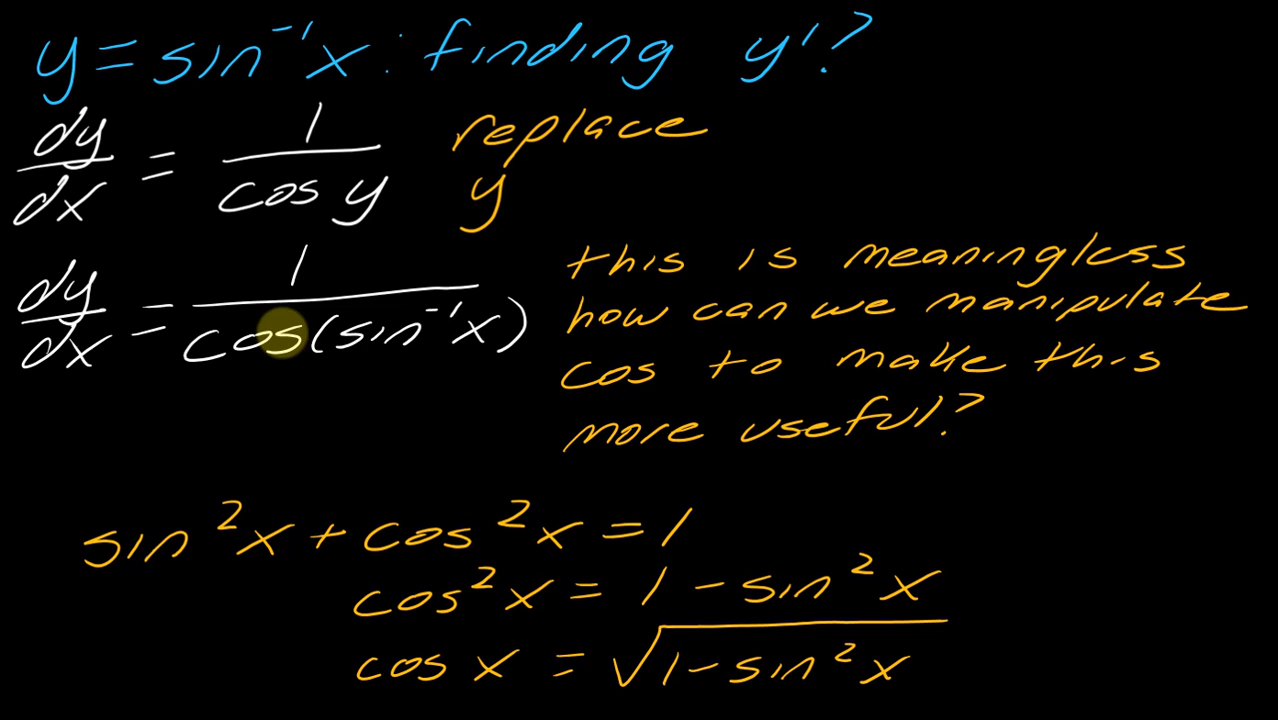 y = sin⁻¹x : finding y'?
dy/dx = 1/cos y replace y
dy/dx = 1/cos(sin⁻¹x)
this is meaningless
how can we manipulate
cos to make this
more useful?
sin²x + cos²x = 1
cos²x = 1 - sin²x
cos x = √(1 - sin²x)